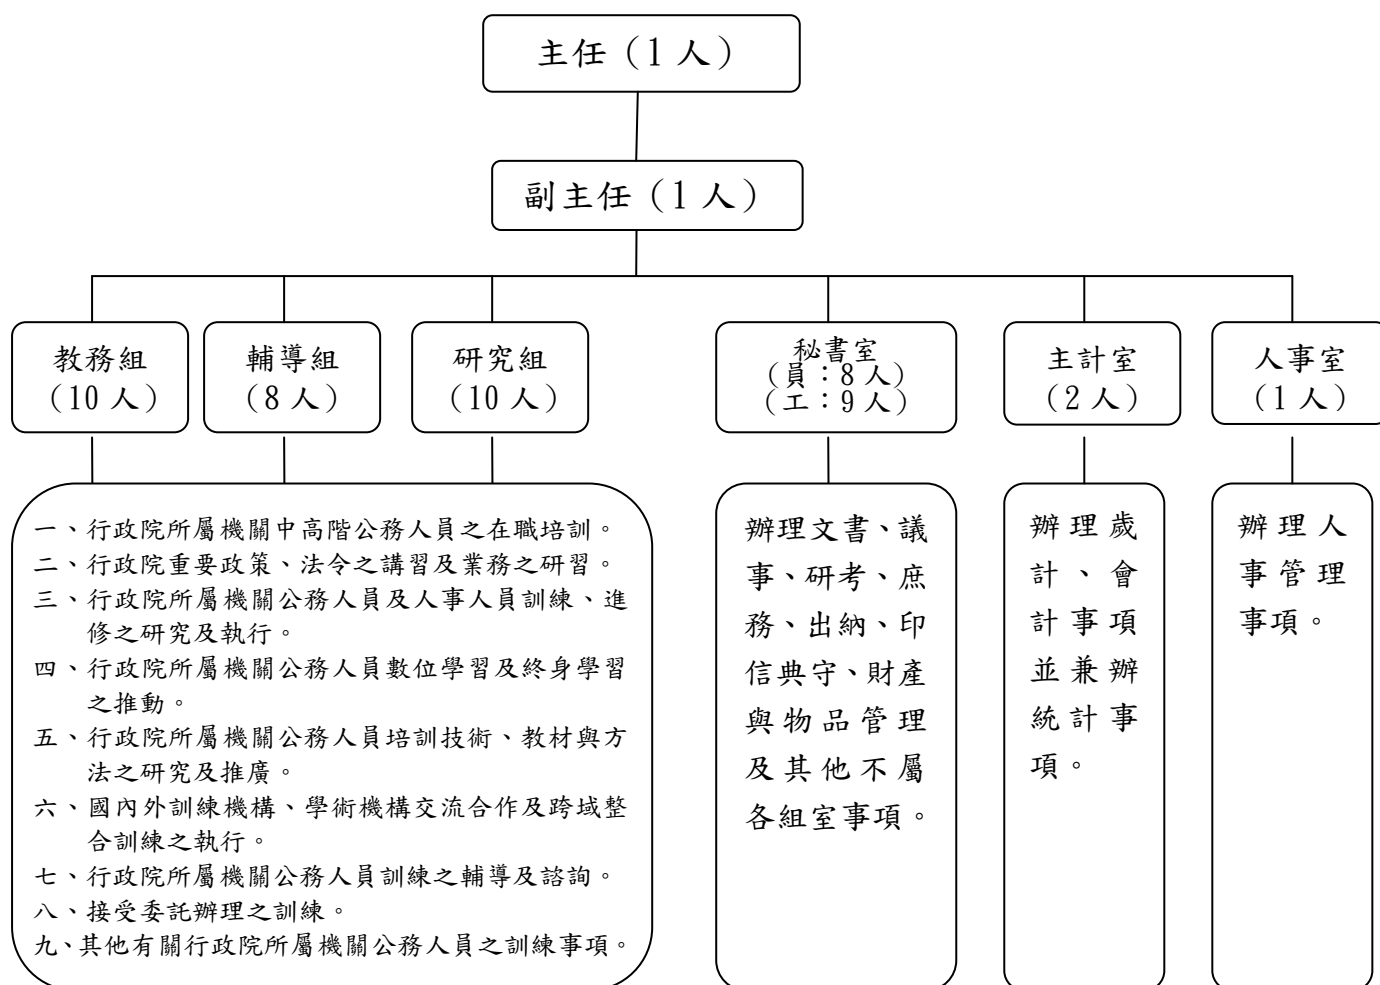 主任（1 人）
副主任（1 人）
教務組
（10 人）
輔導組
（8 人）
研究組
（10 人）
秘書室
（員：8 人）
（工：9 人）
主計室
（2 人）
人事室
（1 人）
一、行政院所屬機關中高階公務人員之在職培訓。
二、行政院重要政策、法令之講習及業務之研習。
三、行政院所屬機關公務人員及人事人員訓練、進
修之研究及執行。
四、行政院所屬機關公務人員數位學習及終身學習
之推動。
五、行政院所屬機關公務人員培訓技術、教材與方
法之研究及推廣。
六、國內外訓練機構、學術機構交流合作及跨域整
合訓練之執行。
七、行政院所屬機關公務人員訓練之輔導及諮詢。
八、接受委託辦理之訓練。
九、其他有關行政院所屬機關公務人員之訓練事項。
辦理文書、議
事、研考、庶
務、出納、印
信典守、財產
與物品管理
及其他不屬
各組室事項。
辦理歲
計、會
計事項
並兼辦
統計事
項。
辦理人
事管理
事項。